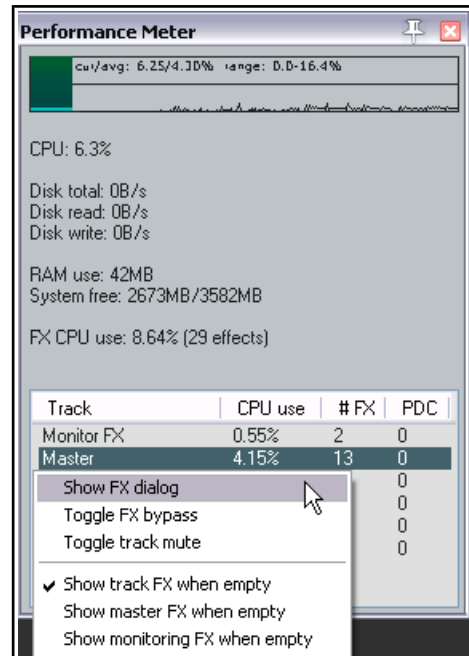 Performance Meter
cur/avg: 6.25/4.30% range: 0.0-16.4%
CPU: 6.3%
Disk total: 0B/s
Disk read: 0B/s
Disk write: 0B/s
RAM use: 42MB
System free: 2673MB/3582MB
FX CPU use: 8.64% (29 effects)
Track CPU use # FX PDC
Monitor FX 0.55% 2 0
Master 4.15% 13 0
Show FX dialog 0
Toggle FX bypass 0
Toggle track mute 0
0
✓ Show track FX when empty
Show master FX when empty
Show monitoring FX when empty